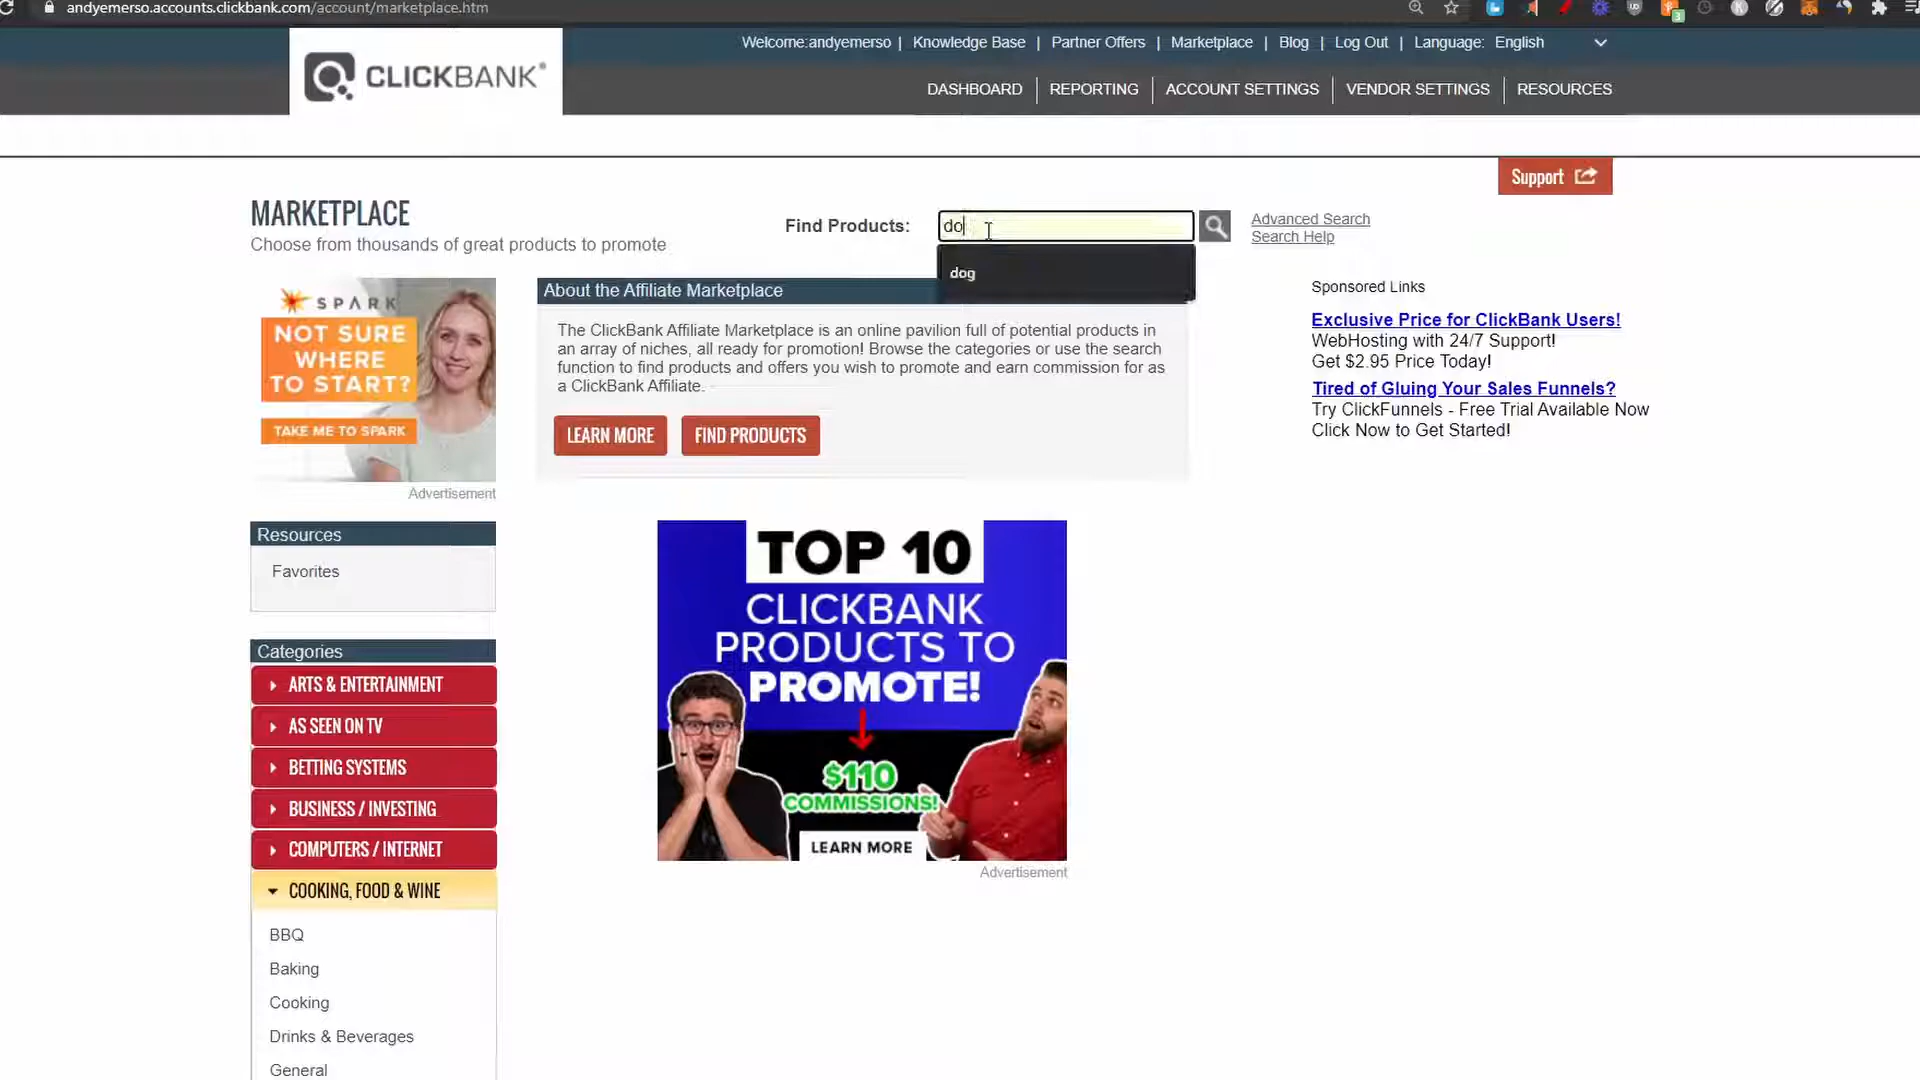 andyemerso.accounts.clickbank.com/account/marketplace.htm
3
Welcome:andyemerso | Knowledge Base | Partner Offers | Marketplace | Blog | Log Out | Language: English
CLICKBANK®
DASHBOARD | REPORTING | ACCOUNT SETTINGS | VENDOR SETTINGS | RESOURCES
Support
MARKETPLACE
Choose from thousands of great products to promote
Find Products:
do
dog
Advanced Search
Search Help
SPARK
NOT SURE
WHERE
TO START?
TAKE ME TO SPARK
Advertisement
About the Affiliate Marketplace
The ClickBank Affiliate Marketplace is an online pavilion full of potential products in
an array of niches, all ready for promotion! Browse the categories or use the search
function to find products and offers you wish to promote and earn commission for as
a ClickBank Affiliate.
LEARN MORE
FIND PRODUCTS
Sponsored Links
Exclusive Price for ClickBank Users!
WebHosting with 24/7 Support!
Get $2.95 Price Today!
Tired of Gluing Your Sales Funnels?
Try ClickFunnels - Free Trial Available Now
Click Now to Get Started!
Resources
Favorites
Categories
ARTS & ENTERTAINMENT
AS SEEN ON TV
BETTING SYSTEMS
BUSINESS / INVESTING
COMPUTERS / INTERNET
COOKING, FOOD & WINE
BBQ
Baking
Cooking
Drinks & Beverages
General
TOP 10
CLICKBANK
PRODUCTS TO
PROMOTE!
$110
COMMISSIONS!
LEARN MORE
Advertisement